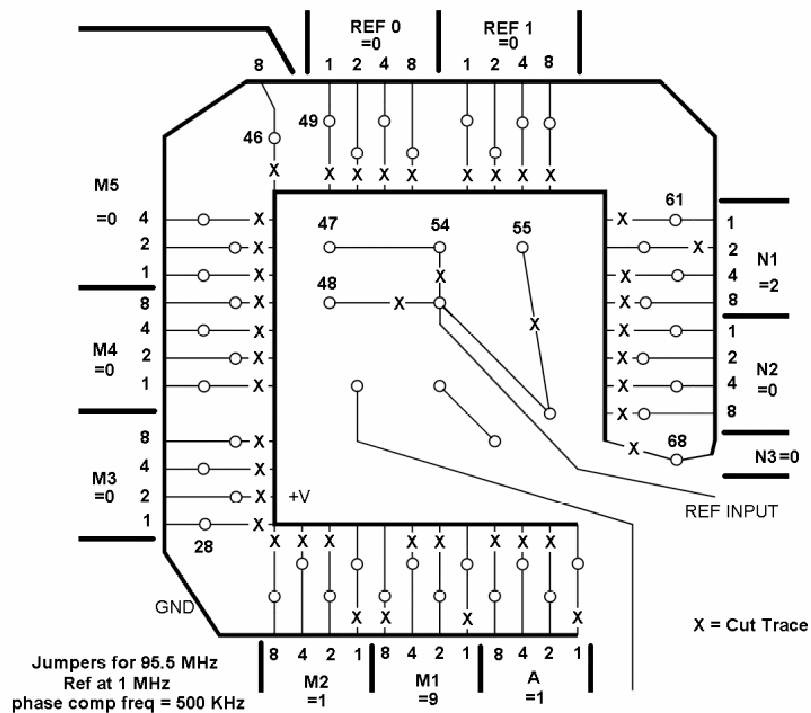 REF 0 REF 1
=0 =0
8 1 2 4 8 1 2 4 8
49
46
X X X X X X X X X
M5
=0
4 X
2 X
1 X
61
X 1
X 2
X 4
X 8
N1
=2
47 54 55
X
48 X
X
M4
=0
8 X
4 X
2 X
1 X
X 1
X 2
X 4
X 8
N2
=0
X 68
N3=0
M3
=0
8 X
4 X
2 X
1 X
28
+V
REF INPUT
X X X X X X X X X
GND
X X X X
X = Cut Trace
8 4 2 1 8 4 2 1 8 4 2 1
M2 M1 A
=1 =9 =1
Jumpers for 95.5 MHz
Ref at 1 MHz
phase comp freq = 500 KHz